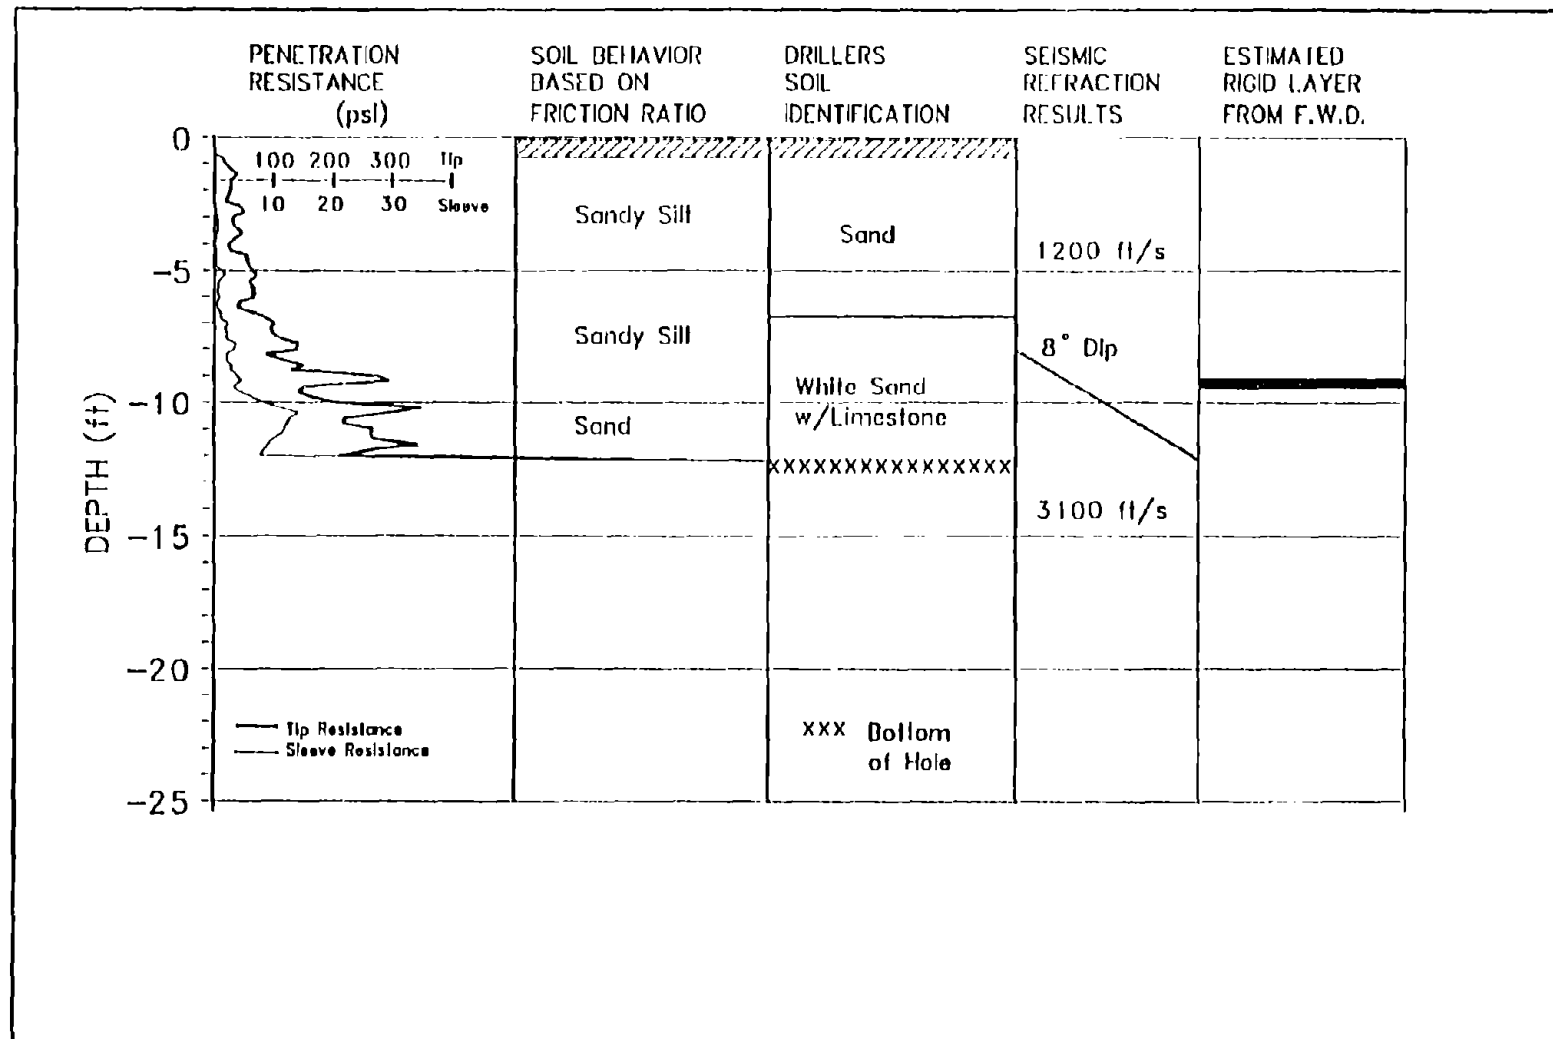 PENETRATION
RESISTANCE
(psi)
SOIL BEHAVIOR
BASED ON
FRICTION RATIO
DRILLERS
SOIL
IDENTIFICATION
SEISMIC
REFRACTION
RESULTS
ESTIMATED
RIGID LAYER
FROM F.W.D.
0
100 200 300 Tip
10 20 30 Sleeve
Sandy Silt
Sand
1200 ft/s
-5
Sandy Silt
8° Dip
White Sand
w/Limestone
-10
Sand
XXXXXXXXXXXXXXXX
3100 ft/s
-15
DEPTH (ft)
-20
Tip Resistance
Sleeve Resistance
XXX Bottom
of Hole
-25